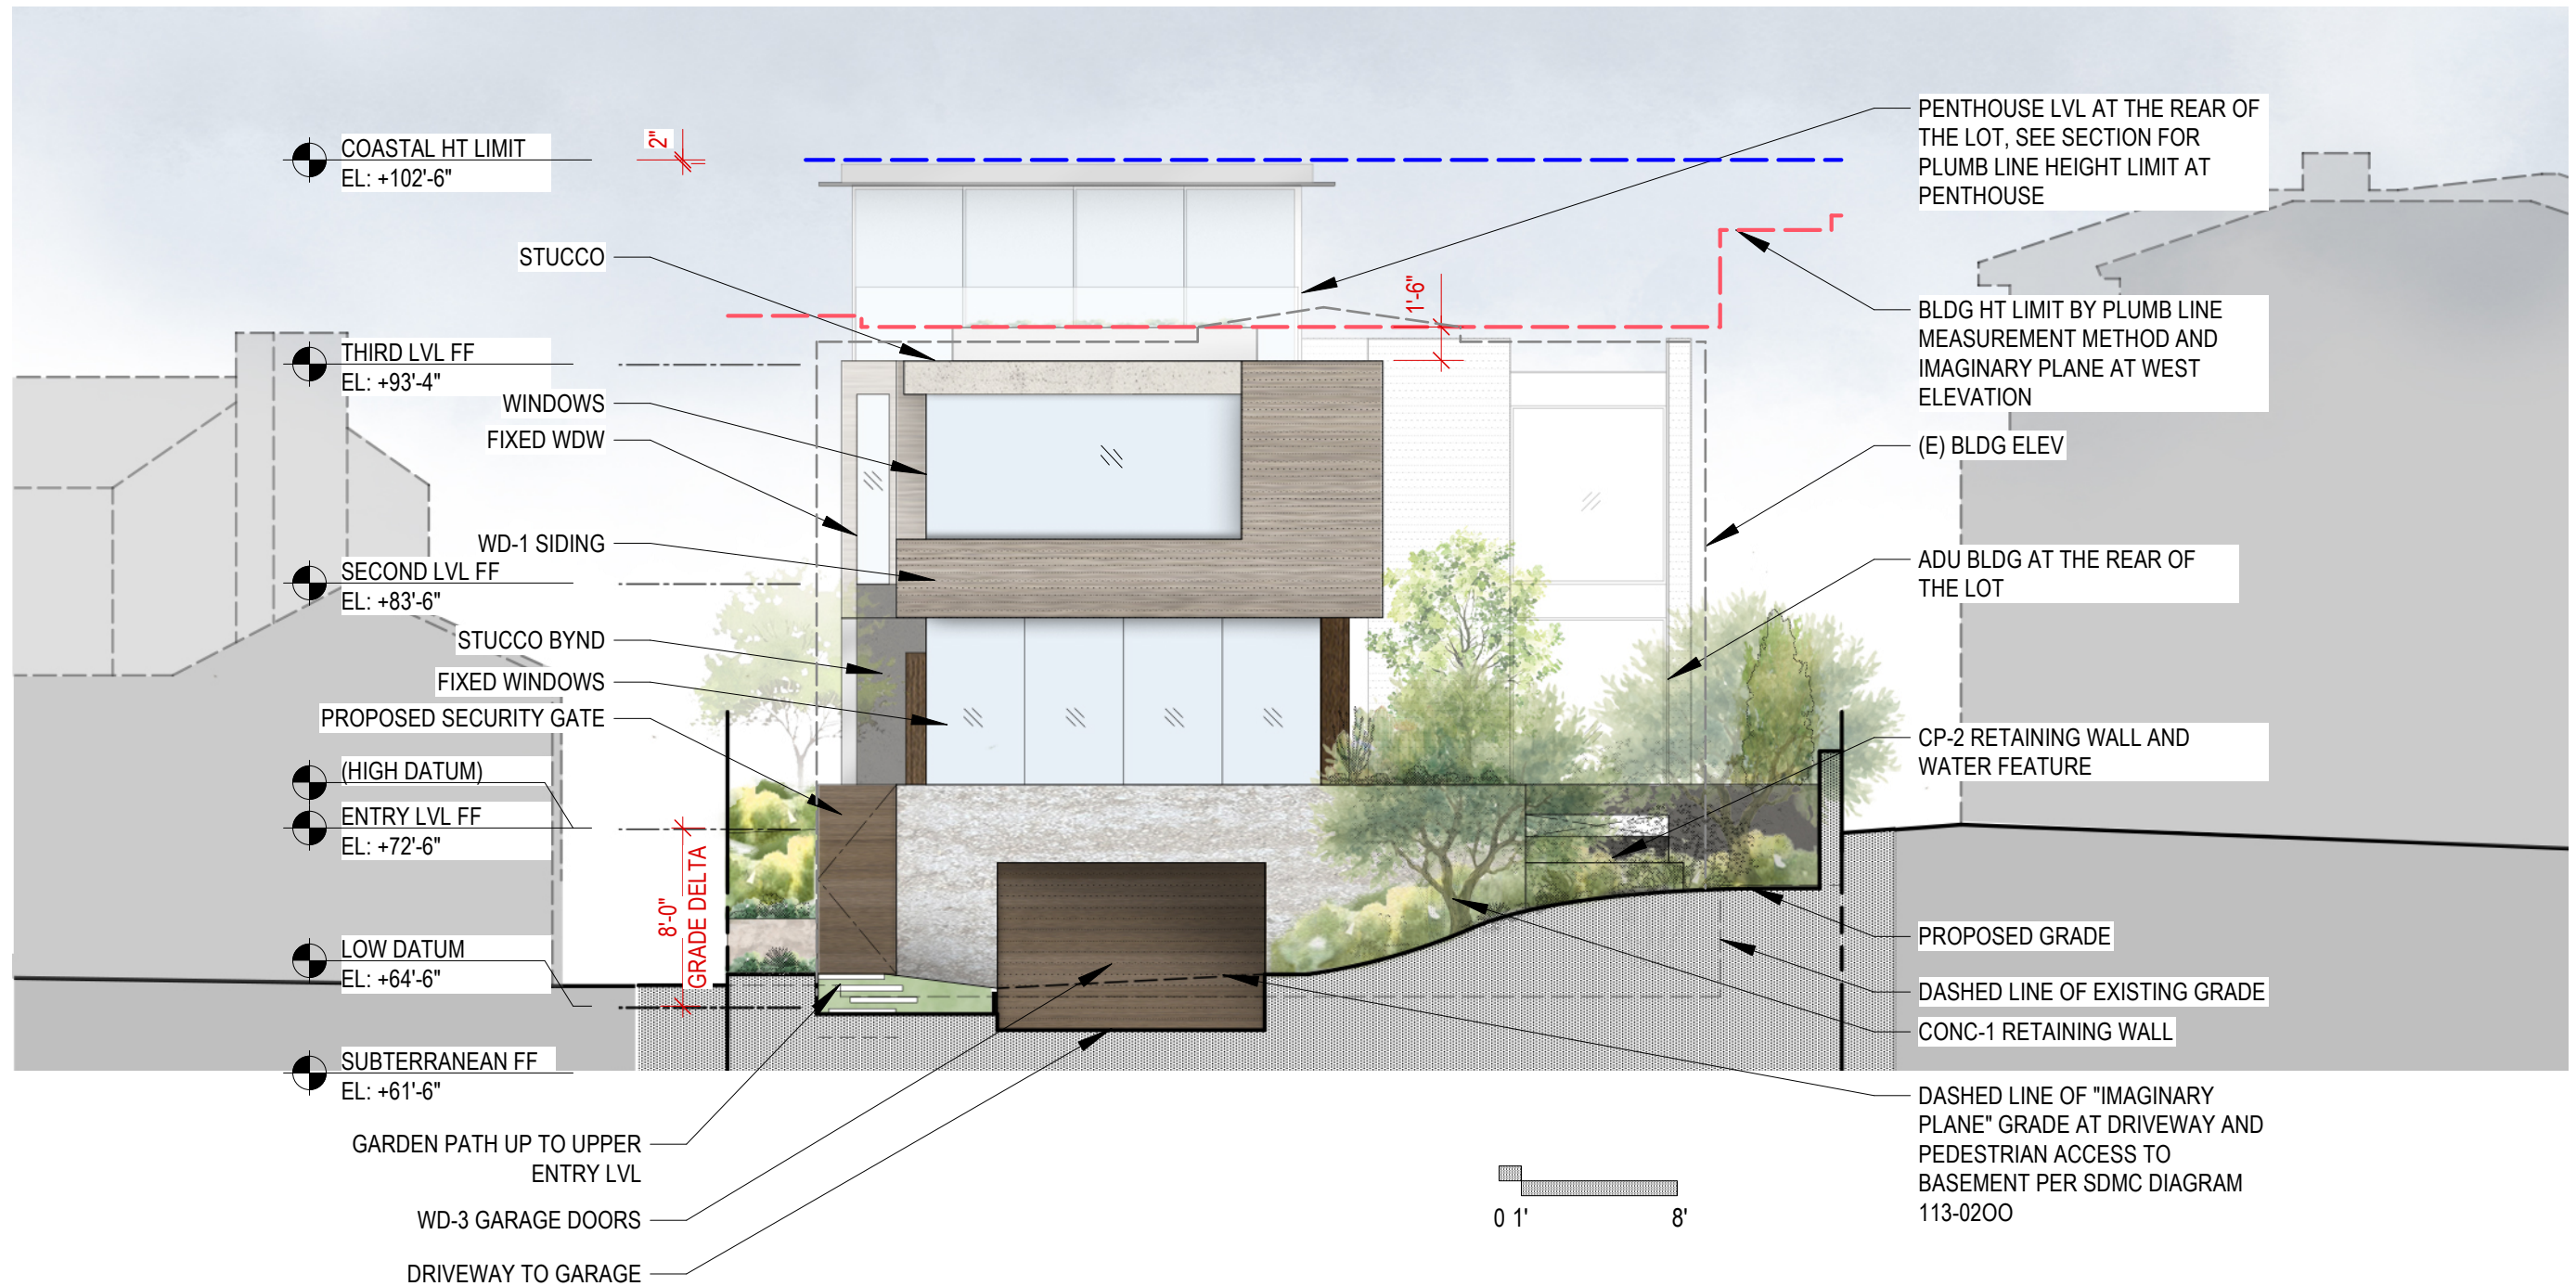 COASTAL HT LIMIT
EL: +102'-6"
2"
STUCCO
THIRD LVL FF
EL: +93'-4"
WINDOWS
FIXED WDW
WD-1 SIDING
SECOND LVL FF
EL: +83'-6"
STUCCO BYND
FIXED WINDOWS
PROPOSED SECURITY GATE
(HIGH DATUM)
ENTRY LVL FF
EL: +72'-6"
8'-0"
GRADE DELTA
LOW DATUM
EL: +64'-6"
SUBTERRANEAN FF
EL: +61'-6"
GARDEN PATH UP TO UPPER
ENTRY LVL
WD-3 GARAGE DOORS
DRIVEWAY TO GARAGE
1'-6"
PENTHOUSE LVL AT THE REAR OF
THE LOT, SEE SECTION FOR
PLUMB LINE HEIGHT LIMIT AT
PENTHOUSE
BLDG HT LIMIT BY PLUMB LINE
MEASUREMENT METHOD AND
IMAGINARY PLANE AT WEST
ELEVATION
(E) BLDG ELEV
ADU BLDG AT THE REAR OF
THE LOT
CP-2 RETAINING WALL AND
WATER FEATURE
PROPOSED GRADE
DASHED LINE OF EXISTING GRADE
CONC-1 RETAINING WALL
DASHED LINE OF "IMAGINARY
PLANE" GRADE AT DRIVEWAY AND
PEDESTRIAN ACCESS TO
BASEMENT PER SDMC DIAGRAM
113-02OO
0 1' 8'